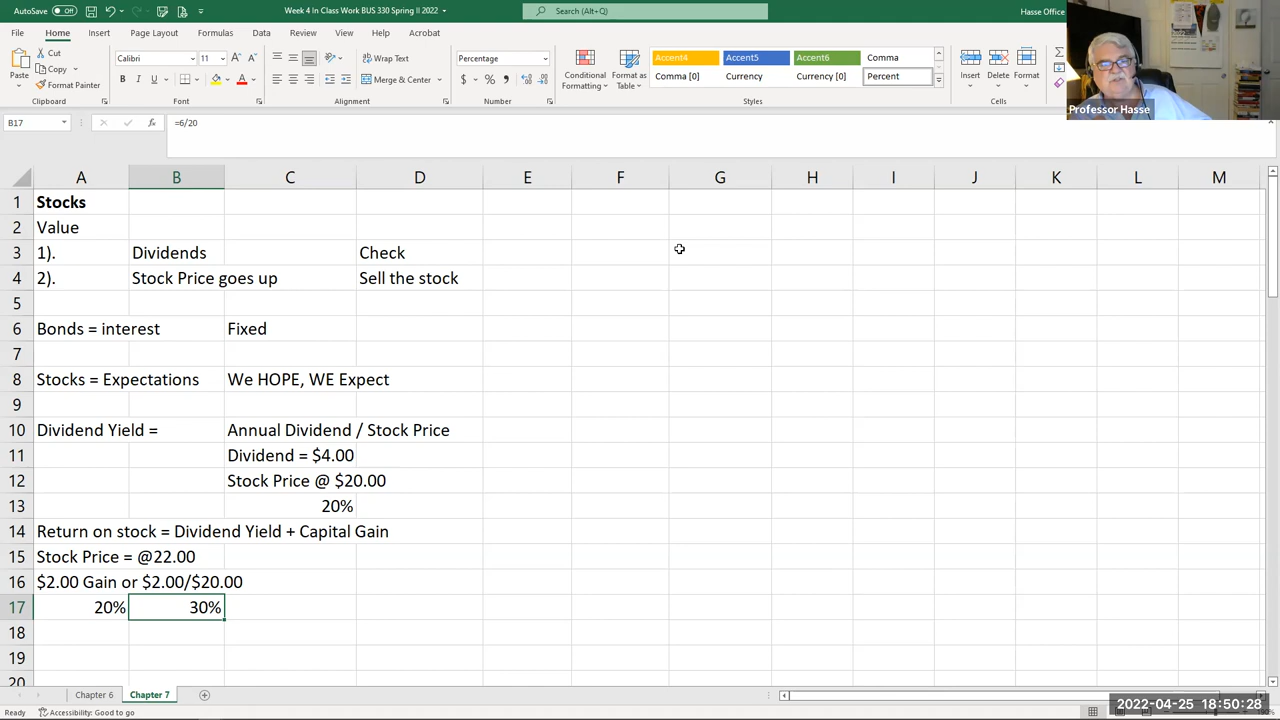 AutoSave Off
Week 4 In Class Work BUS 330 Spring II 2022
Search (Alt+Q)
Hasse Office
File Home Insert Page Layout Formulas Data Review View Help Acrobat
Paste
Cut
Copy
Format Painter
Calibri 11
B I U
Wrap Text
Merge & Center
Percentage
$ % 9
Conditional Formatting
Format as Table
Accent4 Accent5 Accent6 Comma
Comma [0] Currency Currency [0] Percent
Insert Delete Format
Clipboard Font Alignment Number Styles Cells
Professor Hasse
B17 fx =6/20
A B C D E F G H I J K L M
1 Stocks
2 Value
3 1). Dividends Check
4 2). Stock Price goes up Sell the stock
5
6 Bonds = interest Fixed
7
8 Stocks = Expectations We HOPE, WE Expect
9
10 Dividend Yield = Annual Dividend / Stock Price
11 Dividend = $4.00
12 Stock Price @ $20.00
13 20%
14 Return on stock = Dividend Yield + Capital Gain
15 Stock Price = @22.00
16 $2.00 Gain or $2.00/$20.00
17 20% 30%
18
19
20
Chapter 6 Chapter 7
Ready Accessibility: Good to go
2022-04-25 18:50:28